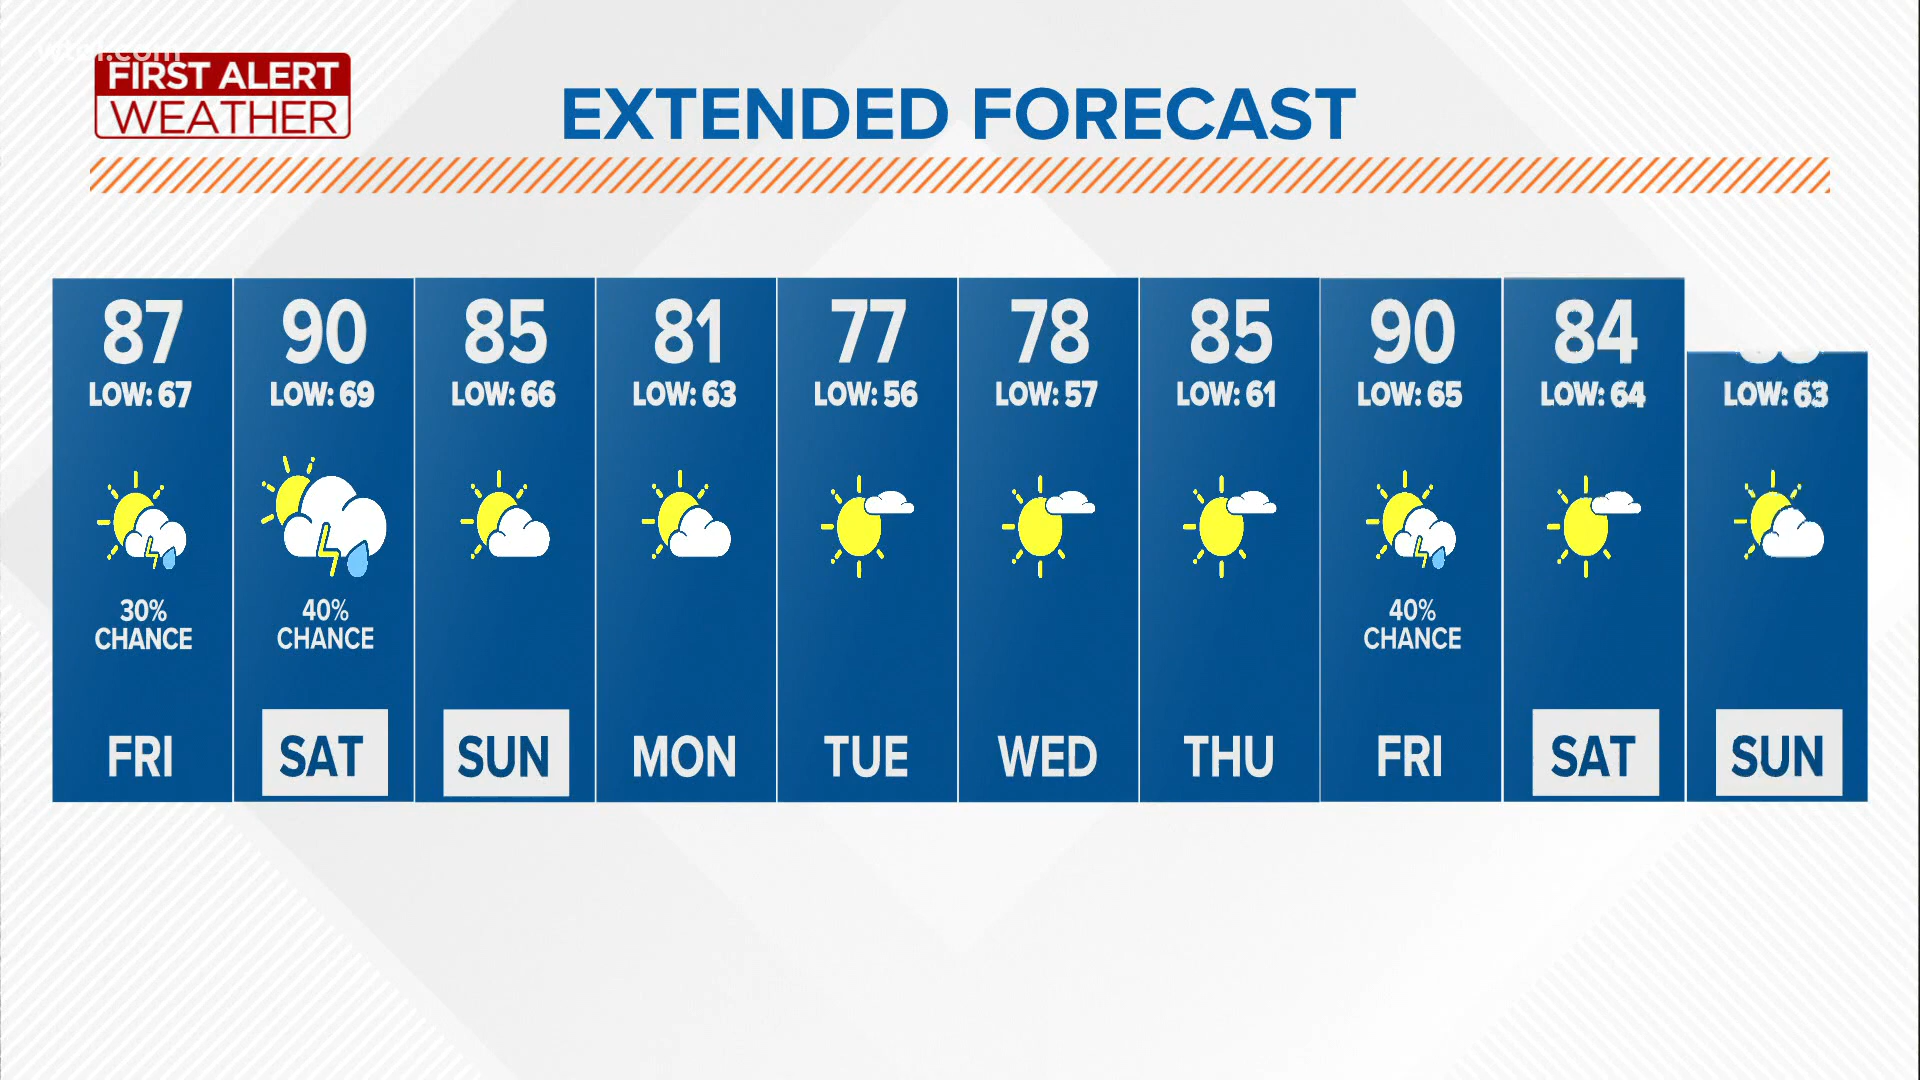 FIRST ALERT
WEATHER
EXTENDED FORECAST
87
LOW: 67
30%
CHANCE
FRI
90
LOW: 69
40%
CHANCE
SAT
85
LOW: 66
SUN
81
LOW: 63
MON
77
LOW: 56
TUE
78
LOW: 57
WED
85
LOW: 61
THU
90
LOW: 65
40%
CHANCE
FRI
84
LOW: 64
SAT
LOW: 63
SUN